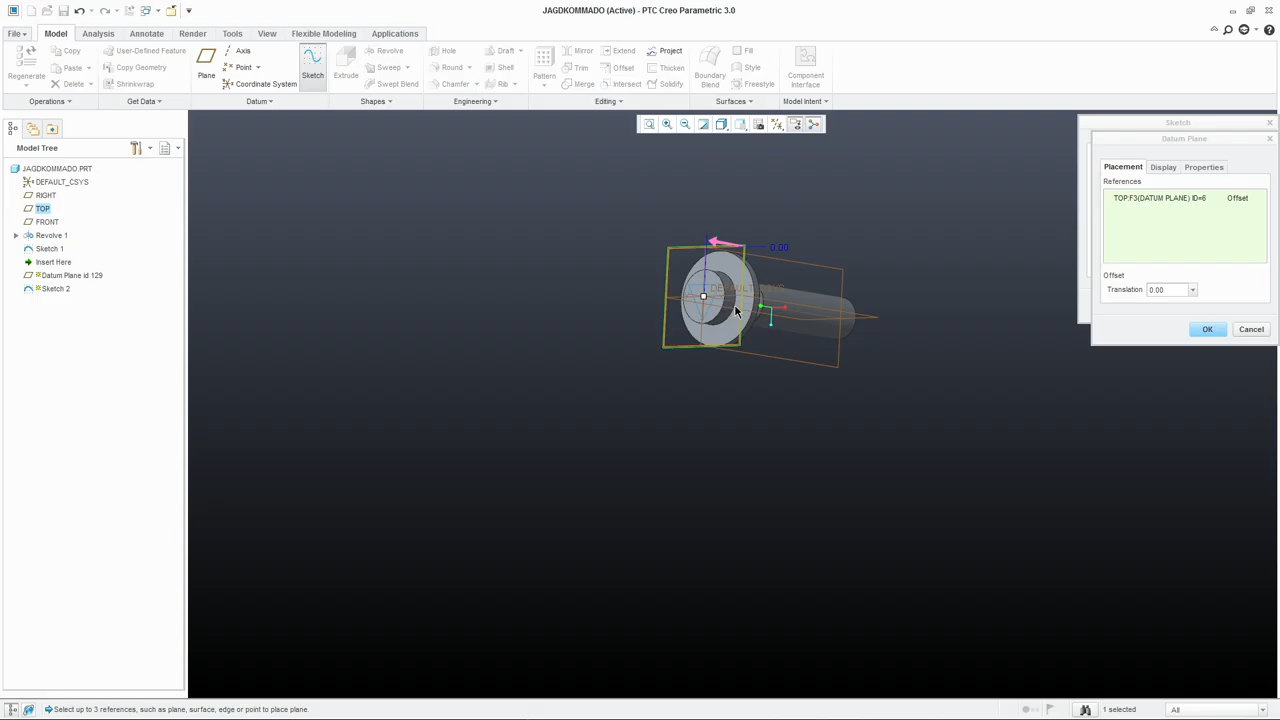 JAGDKOMMADO (Active) - PTC Creo Parametric 3.0
File
Model
Analysis
Annotate
Render
Tools
View
Flexible Modeling
Applications
Regenerate
Copy
Paste
Delete
User-Defined Feature
Copy Geometry
Shrinkwrap
Plane
Axis
Point
Coordinate System
Sketch
Extrude
Revolve
Sweep
Swept Blend
Hole
Round
Chamfer
Draft
Shell
Rib
Pattern
Mirror
Trim
Merge
Extend
Offset
Intersect
Project
Thicken
Solidify
Boundary
Blend
Fill
Style
Freestyle
Component
Interface
Operations
Get Data
Datum
Shapes
Engineering
Editing
Surfaces
Model Intent
Model Tree
JAGDKOMMADO.PRT
DEFAULT_CSYS
RIGHT
TOP
FRONT
Revolve 1
Sketch 1
Insert Here
Datum Plane id 129
Sketch 2
0.00
DEFAULT_CSYS
Sketch
Datum Plane
Placement
Display
Properties
References
TOP:F3(DATUM PLANE) ID=6 Offset
Offset
Translation 0.00
OK
Cancel
Select up to 3 references, such as plane, surface, edge or point to place plane.
1 selected
All